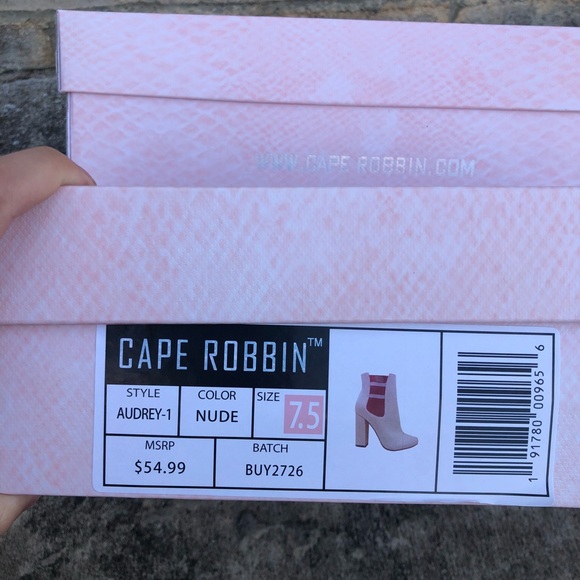 WWW.CAPE ROBBIN.COM
CAPE ROBBIN™
STYLE
AUDREY-1
COLOR
NUDE
SIZE
7.5
MSRP
$54.99
BATCH
BUY2726
1 91780 00965 6